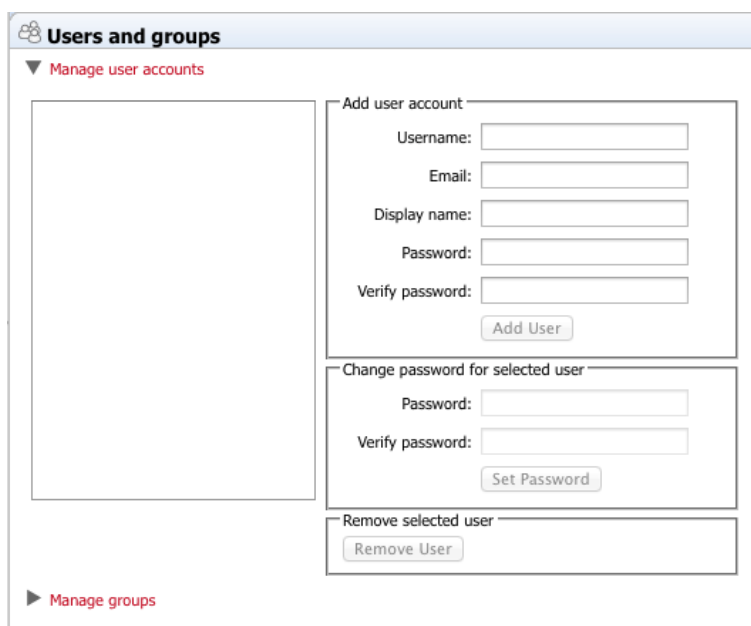 Users and groups
Manage user accounts
Add user account
Username:
Email:
Display name:
Password:
Verify password:
Add User
Change password for selected user
Password:
Verify password:
Set Password
Remove selected user
Remove User
Manage groups